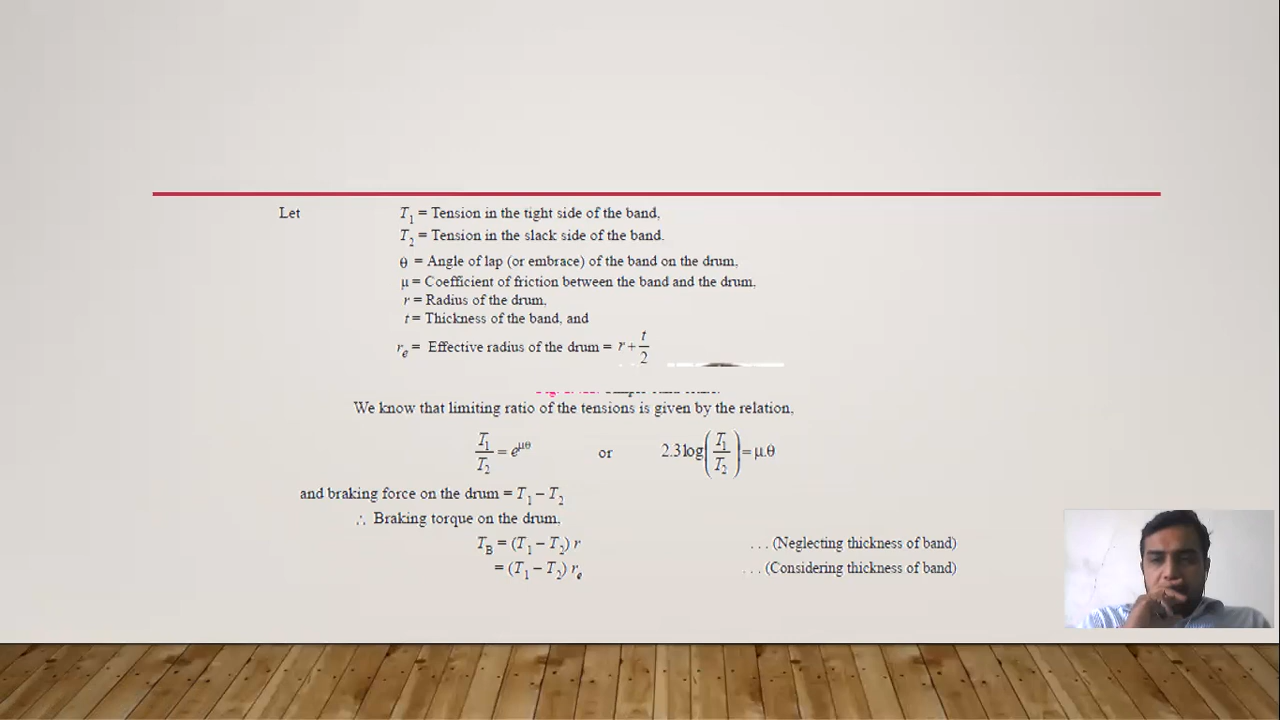 Let T₁ = Tension in the tight side of the band,
T₂ = Tension in the slack side of the band.
θ = Angle of lap (or embrace) of the band on the drum,
μ = Coefficient of friction between the band and the drum,
r = Radius of the drum,
t = Thickness of the band, and
rₑ = Effective radius of the drum = r + t/2
We know that limiting ratio of the tensions is given by the relation,
T₁/T₂ = e^μθ or 2.3log(T₁/T₂) = μ.θ
and braking force on the drum = T₁ – T₂
∴ Braking torque on the drum,
T_B = (T₁ – T₂) r . . . (Neglecting thickness of band)
= (T₁ – T₂) rₑ . . . (Considering thickness of band)